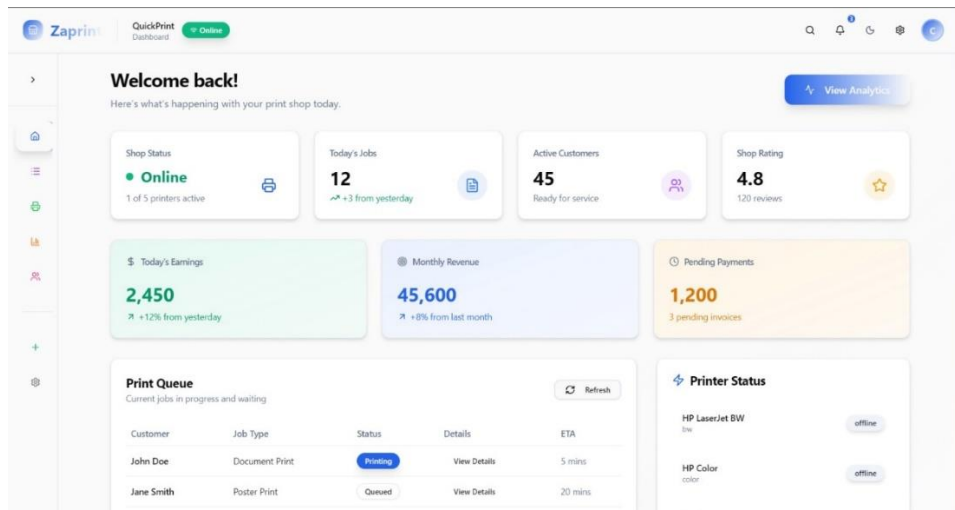 Zaprint
QuickPrint
Dashboard
Online
C
Welcome back!
Here's what's happening with your print shop today.
View Analytics
Shop Status
Online
1 of 5 printers active
Today's Jobs
12
+3 from yesterday
Active Customers
45
Ready for service
Shop Rating
4.8
120 reviews
$ Today's Earnings
2,450
+12% from yesterday
Monthly Revenue
45,600
+8% from last month
Pending Payments
1,200
3 pending invoices
Print Queue
Current jobs in progress and waiting
Refresh
Customer Job Type Status Details ETA
John Doe Document Print Printing View Details 5 mins
Jane Smith Poster Print Queued View Details 20 mins
Printer Status
HP LaserJet BW
bw
offline
HP Color
color
offline